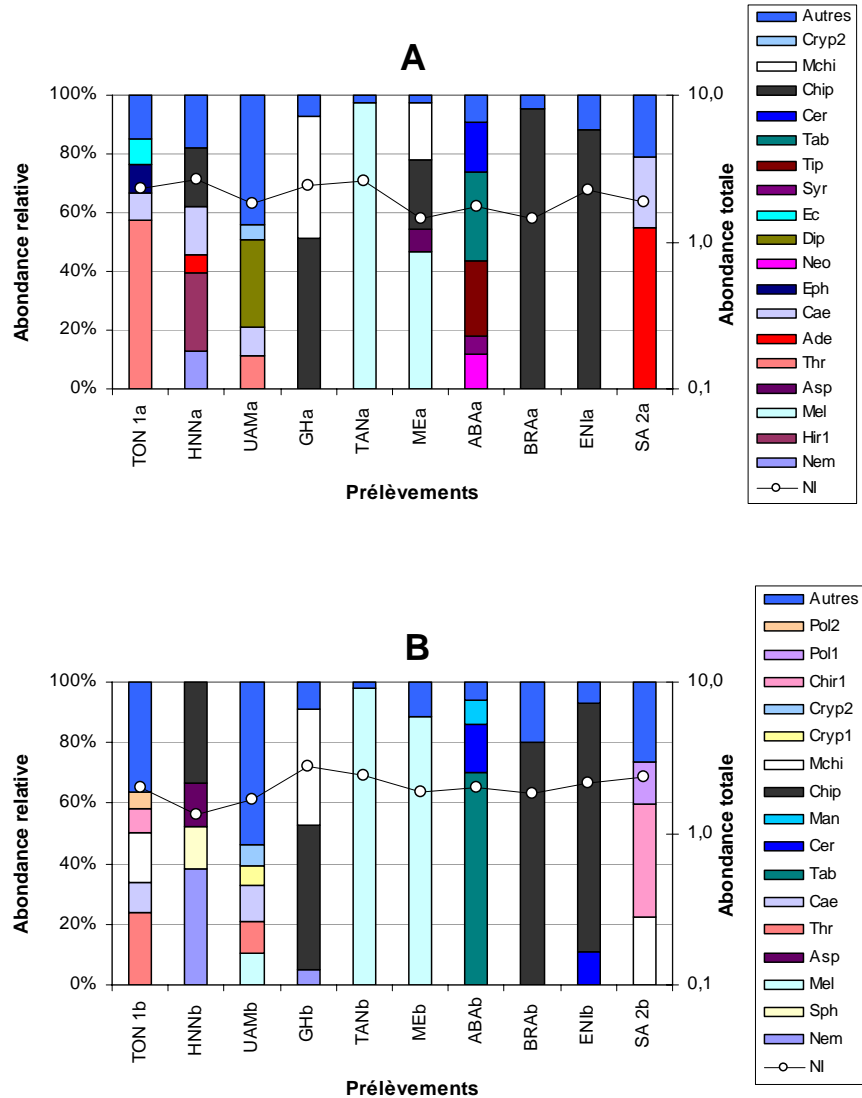 A
Abondance relative
100%
80%
60%
40%
20%
0%
10,0
1,0
0,1
Abondance totale
TON 1a
HNNa
UAMa
GHa
TANa
MEa
ABAa
BRAa
ENIa
SA 2a
Prélèvements
Autres
Cryp2
Mchi
Chip
Cer
Tab
Tip
Syr
Ec
Dip
Neo
Eph
Cae
Ade
Thr
Asp
Mel
Hir1
Nem
NI
B
Abondance relative
100%
80%
60%
40%
20%
0%
10,0
1,0
0,1
Abondance totale
TON 1b
HNNb
UAMb
GHb
TANb
MEb
ABAb
BRAb
ENIb
SA 2b
Prélèvements
Autres
Pol2
Pol1
Chir1
Cryp2
Cryp1
Mchi
Chip
Man
Cer
Tab
Cae
Thr
Asp
Mel
Sph
Nem
NI